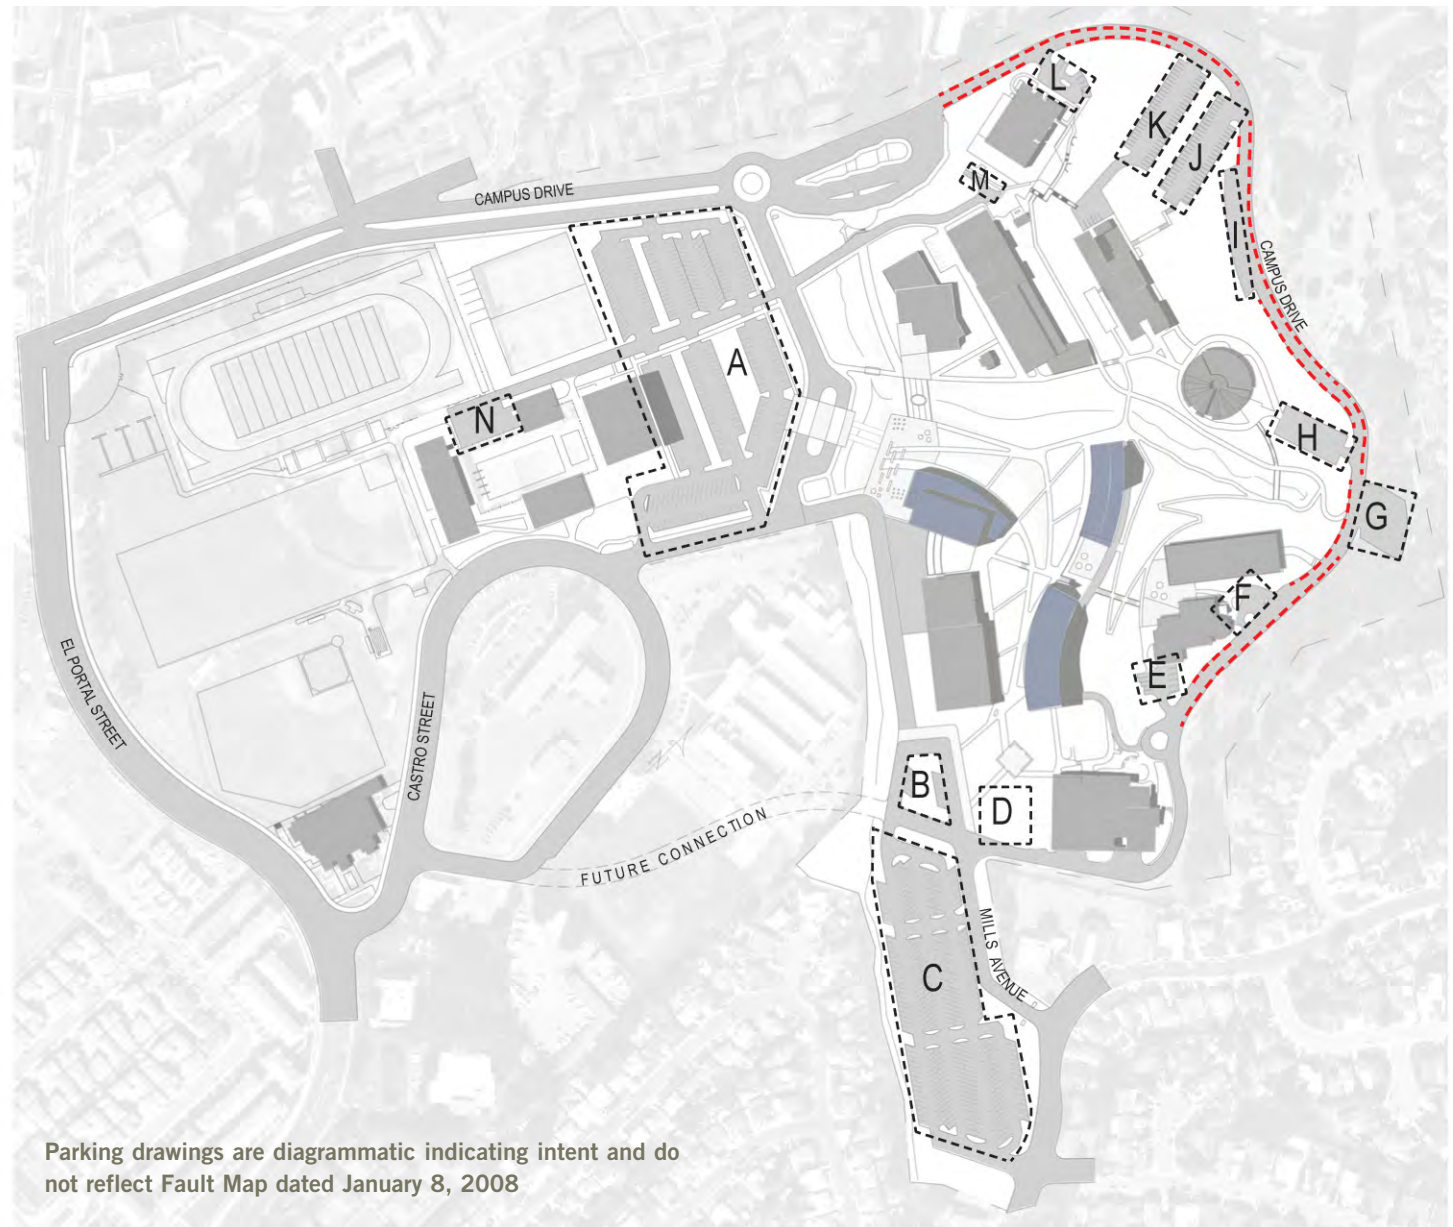 L
K
J
M
CAMPUS DRIVE
I
CAMPUS DRIVE
A
N
H
G
F
EL PORTAL STREET
E
CASTRO STREET
B
D
FUTURE CONNECTION
MILLS AVENUE
C
Parking drawings are diagrammatic indicating intent and do
not reflect Fault Map dated January 8, 2008